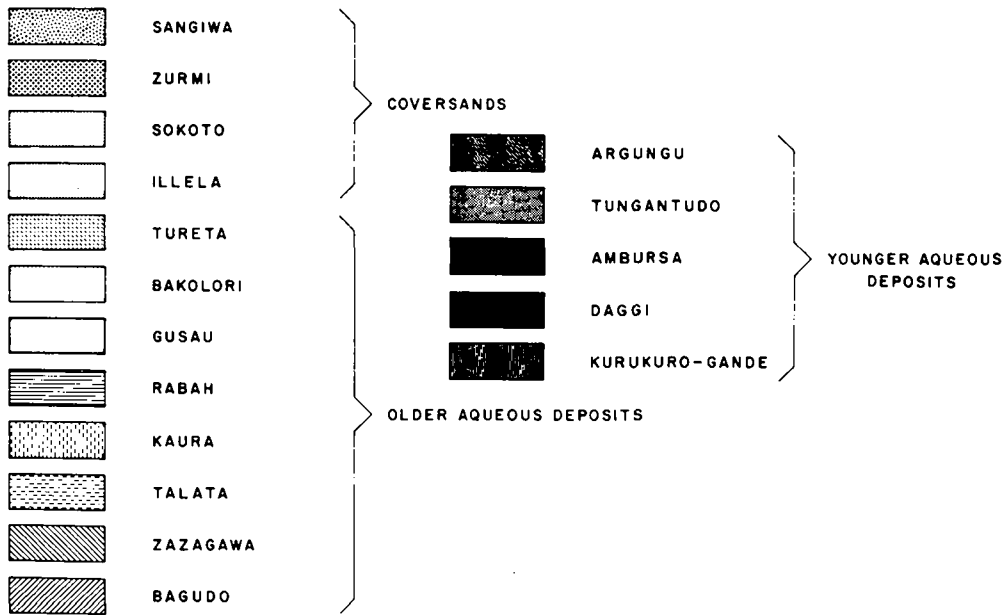 SANGIWA
ZURMI
SOKOTO
ILLELA
COVERSANDS
TURETA
BAKOLORI
GUSAU
RABAH
KAURA
TALATA
ZAZAGAWA
BAGUDO
OLDER AQUEOUS DEPOSITS
ARGUNGU
TUNGANTUDO
AMBURSA
DAGGI
KURUKURO-GANDE
YOUNGER AQUEOUS
DEPOSITS